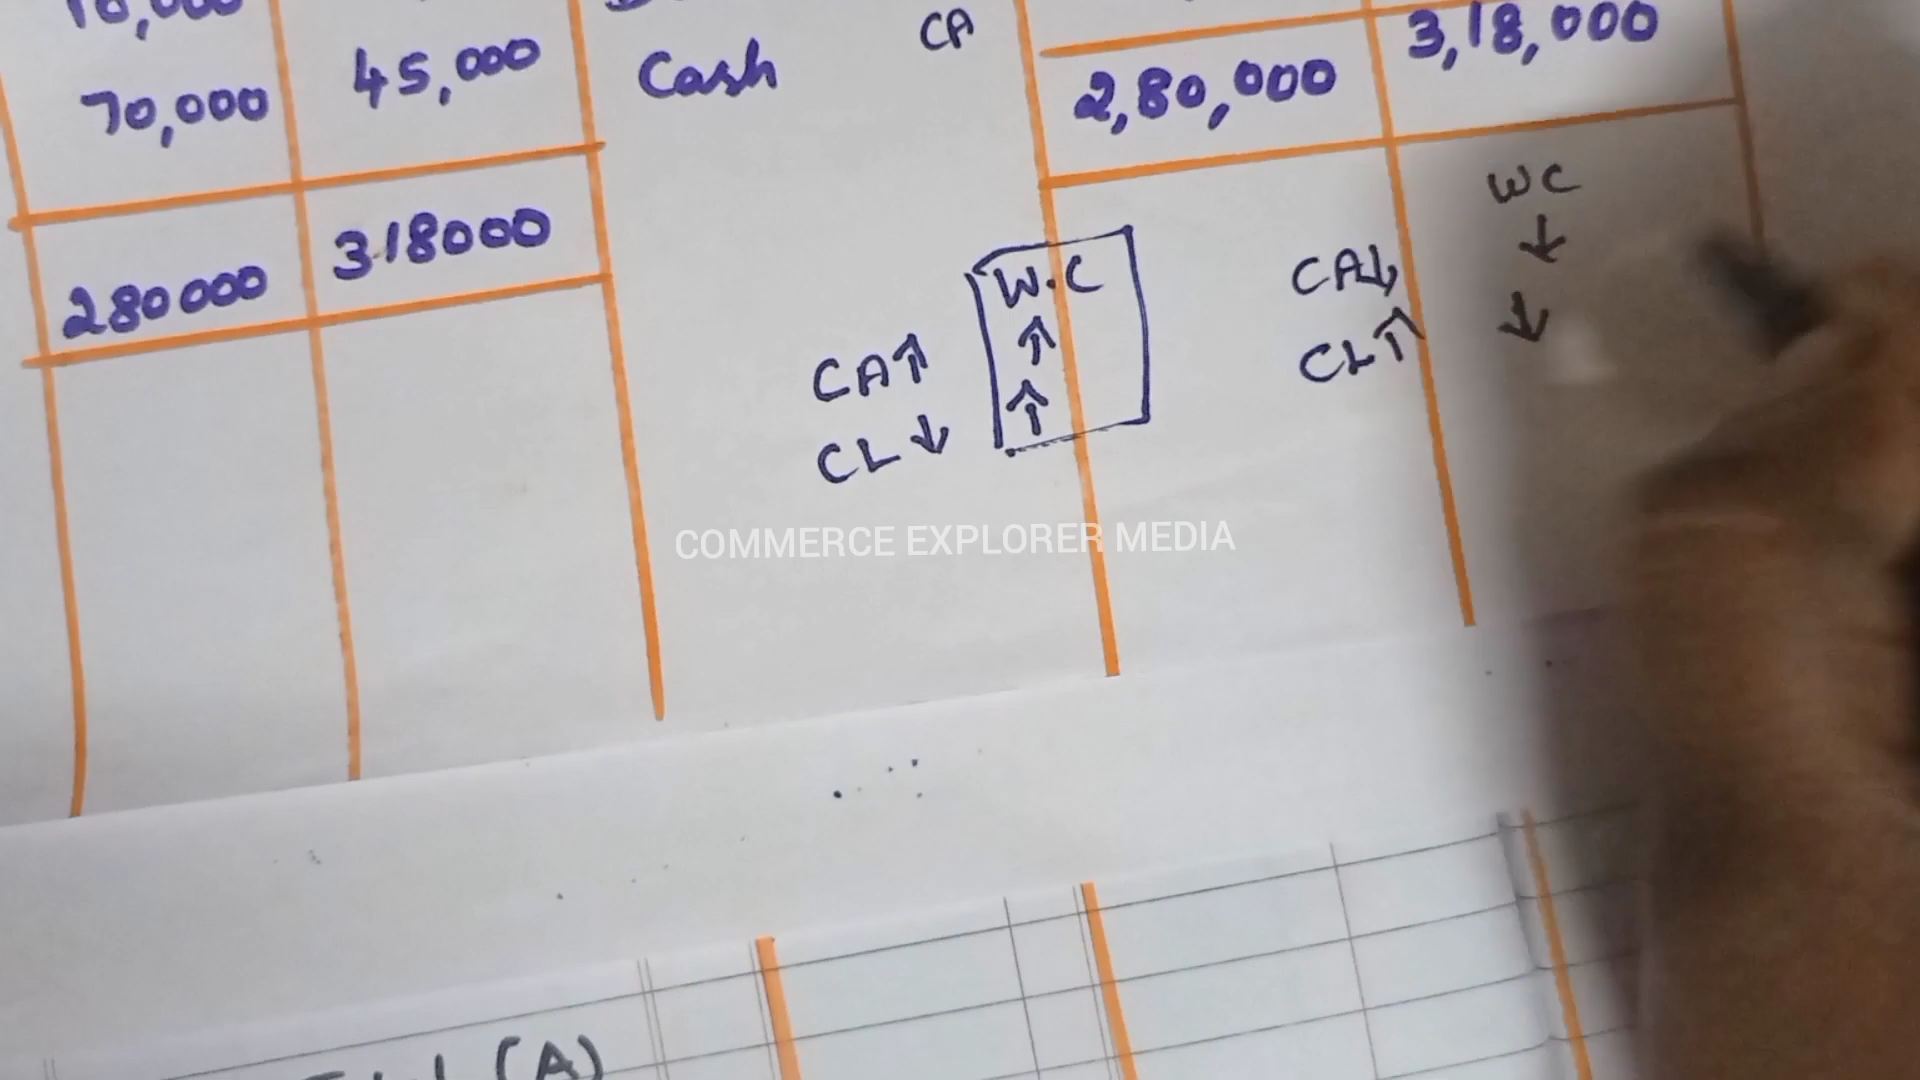 CA 3,18,000
70,000 45,000 Cash 2,80,000
WC
280000 318000
W.C CA↓ ↓
CA↑ ↑ CL↑ ↓
CL↓ ↑
COMMERCE EXPLORER MEDIA
(A)